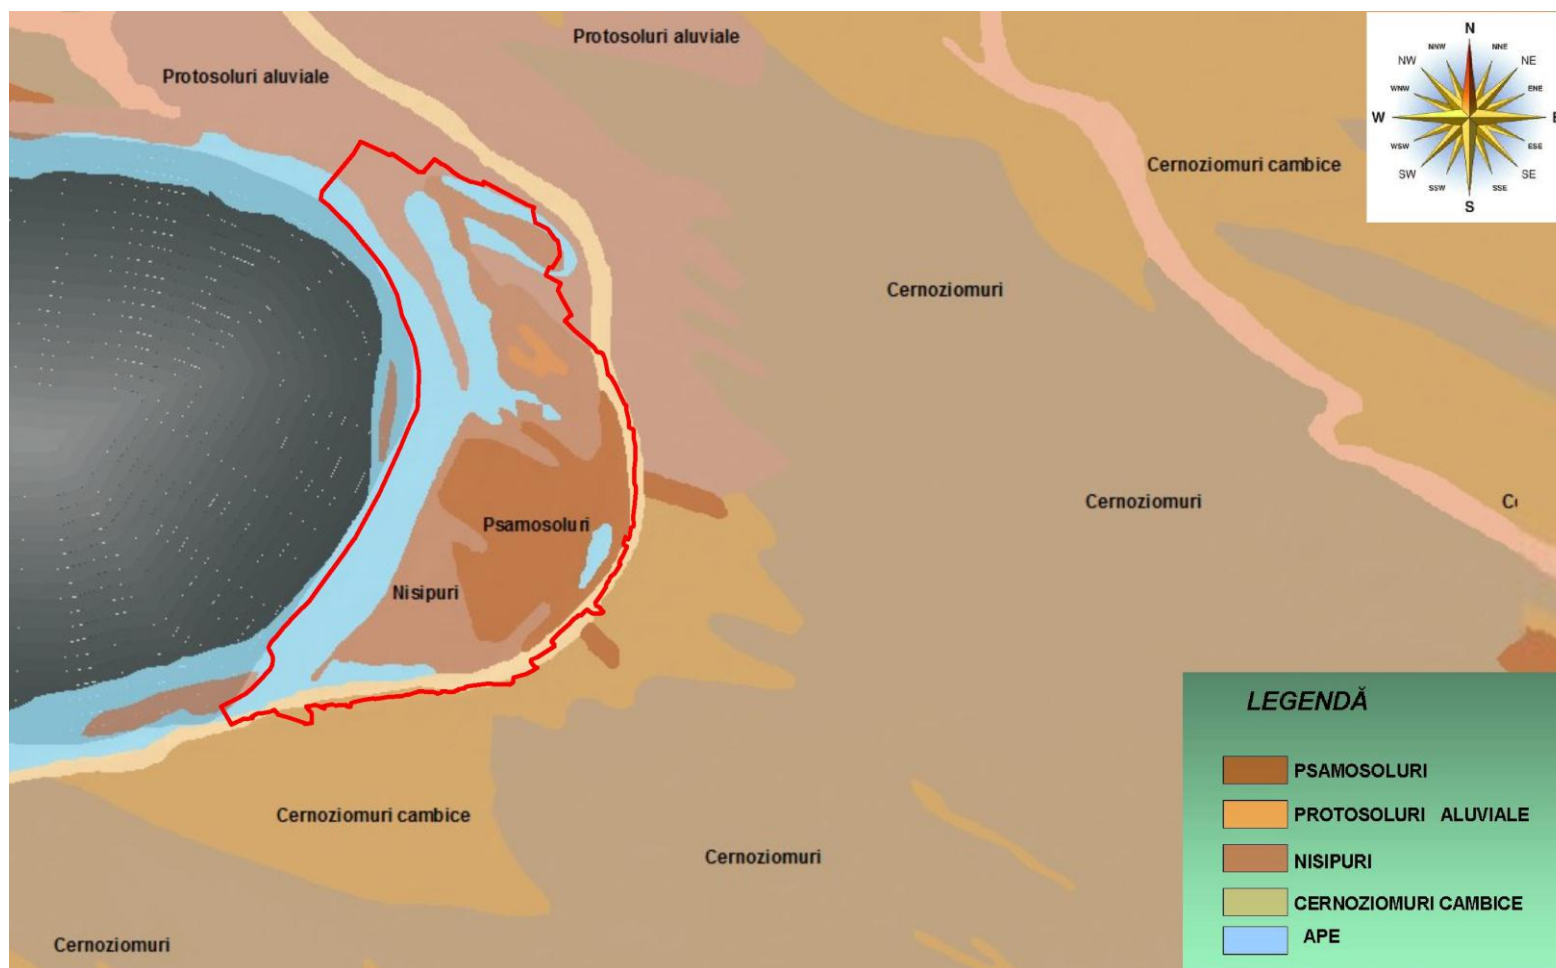 Protosoluri aluviale
Protosoluri aluviale
N
NNW
NNE
NW
NE
WNW
ENE
W
E
WSW
ESE
SW
SE
SSW
SSE
S
Cernoziomuri cambice
Cernoziomuri
Cernoziomuri
Psamosoluri
Nisipuri
Cernoziomuri cambice
Cernoziomuri
Cernoziomuri
LEGENDĂ
PSAMOSOLURI
PROTOSOLURI ALUVIALE
NISIPURI
CERNOZIOMURI CAMBICE
APE